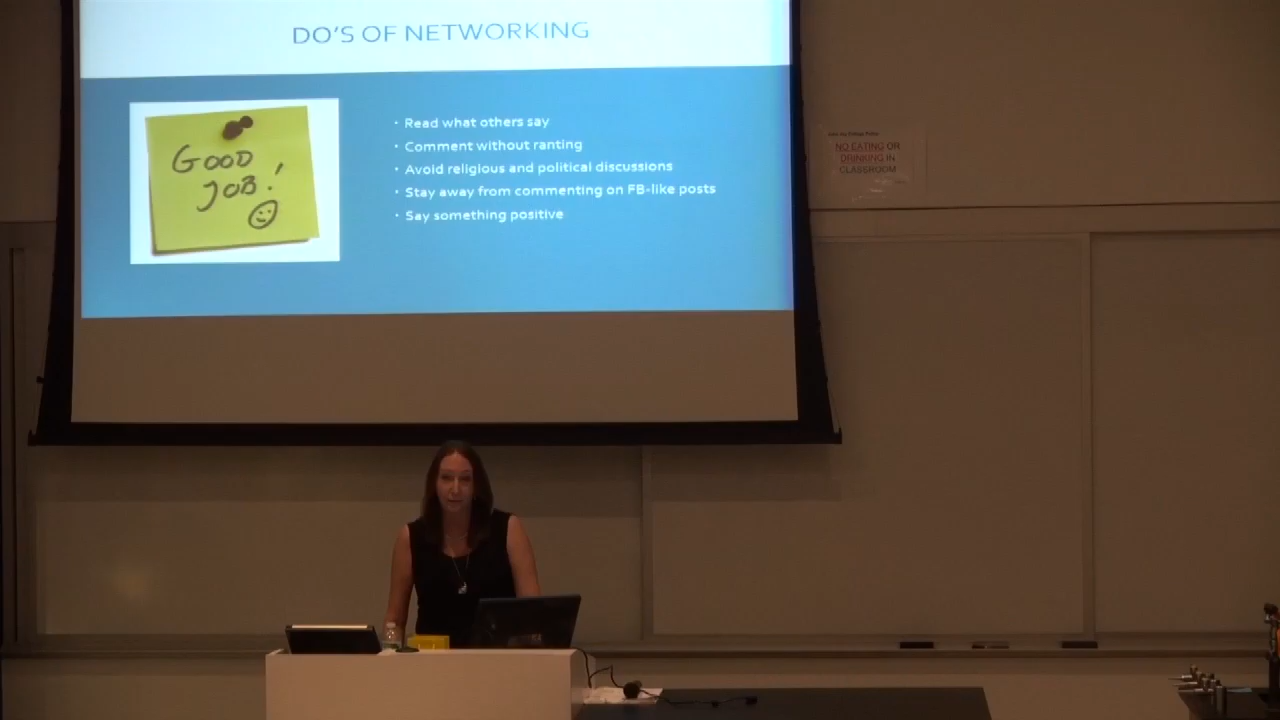 DO'S OF NETWORKING
GOOD
JOB!
• Read what others say
• Comment without ranting
• Avoid religious and political discussions
• Stay away from commenting on FB-like posts
• Say something positive
NO EATING OR
DRINKING IN
CLASSROOM